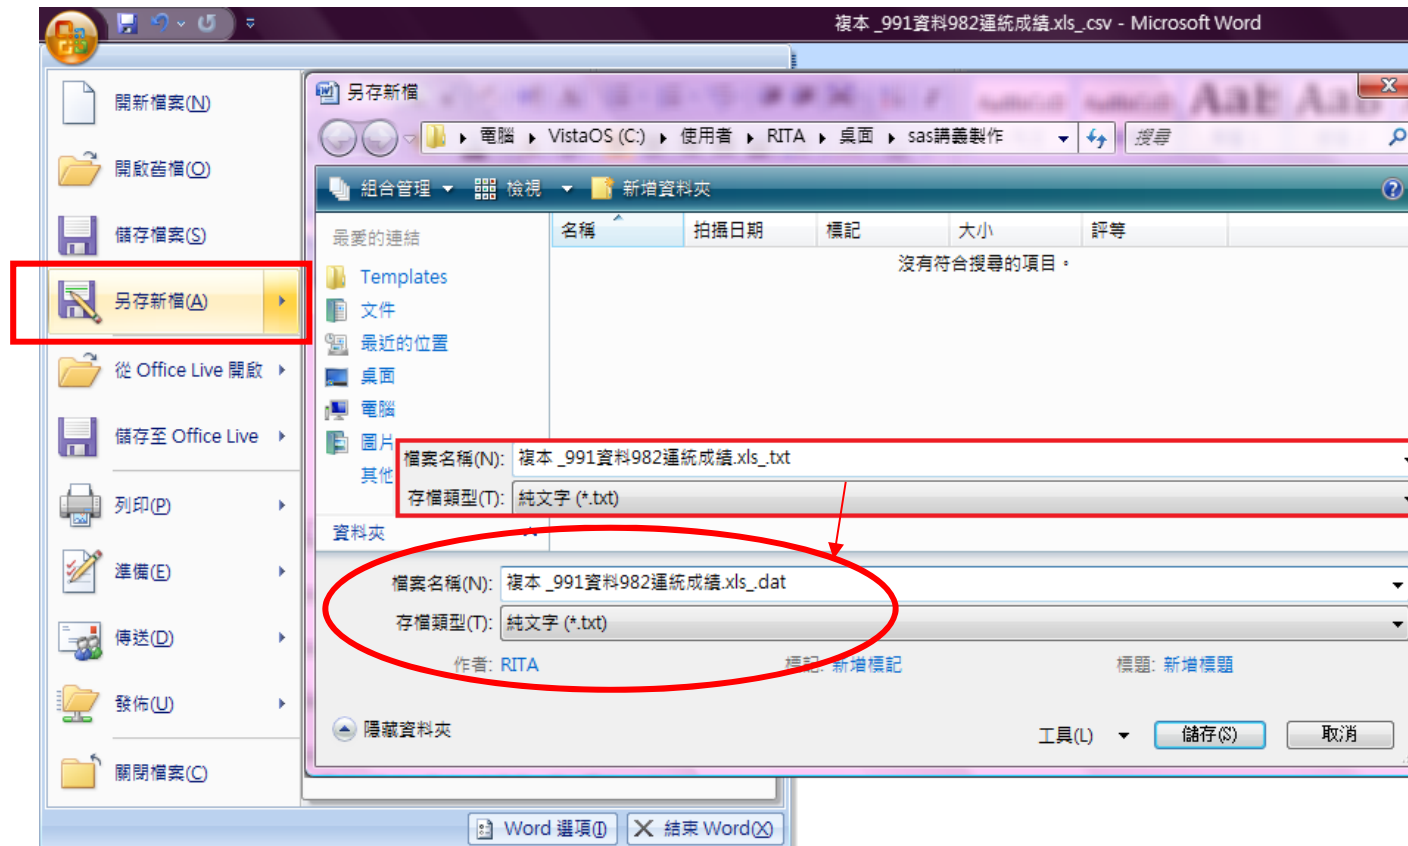 複本 _991資料982運統成績.xls_.csv - Microsoft Word
開新檔案(N)
開啟舊檔(O)
儲存檔案(S)
另存新檔(A)
從 Office Live 開啟
儲存至 Office Live
列印(P)
準備(E)
傳送(D)
發佈(U)
關閉檔案(C)
另存新檔
電腦 VistaOS (C:) 使用者 RITA 桌面 sas講義製作
搜尋
組合管理 檢視 新增資料夾
最愛的連結
名稱 拍攝日期 標記 大小 評等
沒有符合搜尋的項目。
Templates
文件
最近的位置
桌面
電腦
圖片
其他
檔案名稱(N): 複本 _991資料982運統成績.xls_.txt
存檔類型(T): 純文字 (*.txt)
資料夾
檔案名稱(N): 複本 _991資料982運統成績.xls_.dat
存檔類型(T): 純文字 (*.txt)
作者: RITA 標記: 新增標記 標題: 新增標題
隱藏資料夾
工具(L) 儲存(S) 取消
Word 選項(I) 結束 Word(X)